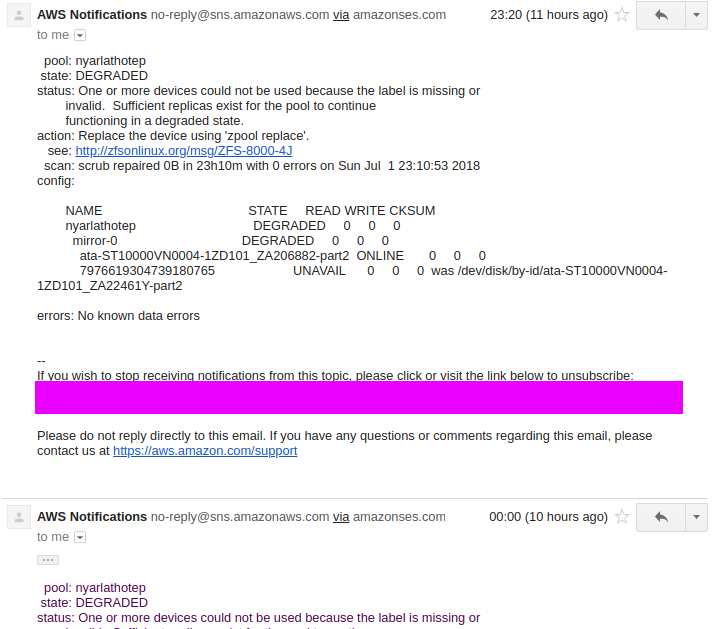 AWS Notifications no-reply@sns.amazonaws.com via amazonses.com 23:20 (11 hours ago)
to me
pool: nyarlathotep
state: DEGRADED
status: One or more devices could not be used because the label is missing or
invalid. Sufficient replicas exist for the pool to continue
functioning in a degraded state.
action: Replace the device using 'zpool replace'.
see: http://zfsonlinux.org/msg/ZFS-8000-4J
scan: scrub repaired 0B in 23h10m with 0 errors on Sun Jul 1 23:10:53 2018
config:
NAME STATE READ WRITE CKSUM
nyarlathotep DEGRADED 0 0 0
mirror-0 DEGRADED 0 0 0
ata-ST10000VN0004-1ZD101_ZA206882-part2 ONLINE 0 0 0
7976619304739180765 UNAVAIL 0 0 0 was /dev/disk/by-id/ata-ST10000VN0004-
1ZD101_ZA22461Y-part2
errors: No known data errors
--
If you wish to stop receiving notifications from this topic, please click or visit the link below to unsubscribe:
Please do not reply directly to this email. If you have any questions or comments regarding this email, please
contact us at https://aws.amazon.com/support
AWS Notifications no-reply@sns.amazonaws.com via amazonses.com 00:00 (10 hours ago)
to me
pool: nyarlathotep
state: DEGRADED
status: One or more devices could not be used because the label is missing or